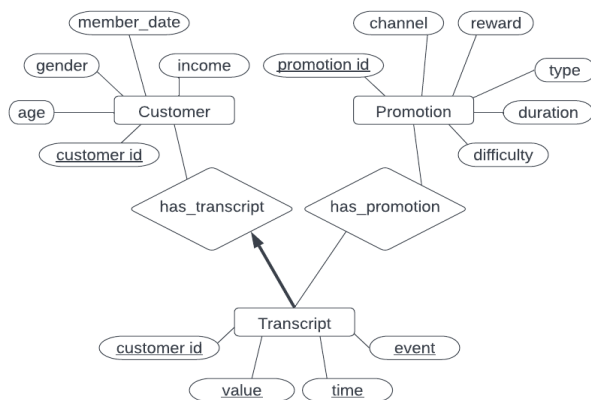 member_date
channel
reward
gender
income
promotion id
type
age
Customer
Promotion
duration
customer id
difficulty
has_transcript
has_promotion
Transcript
customer id
event
value
time